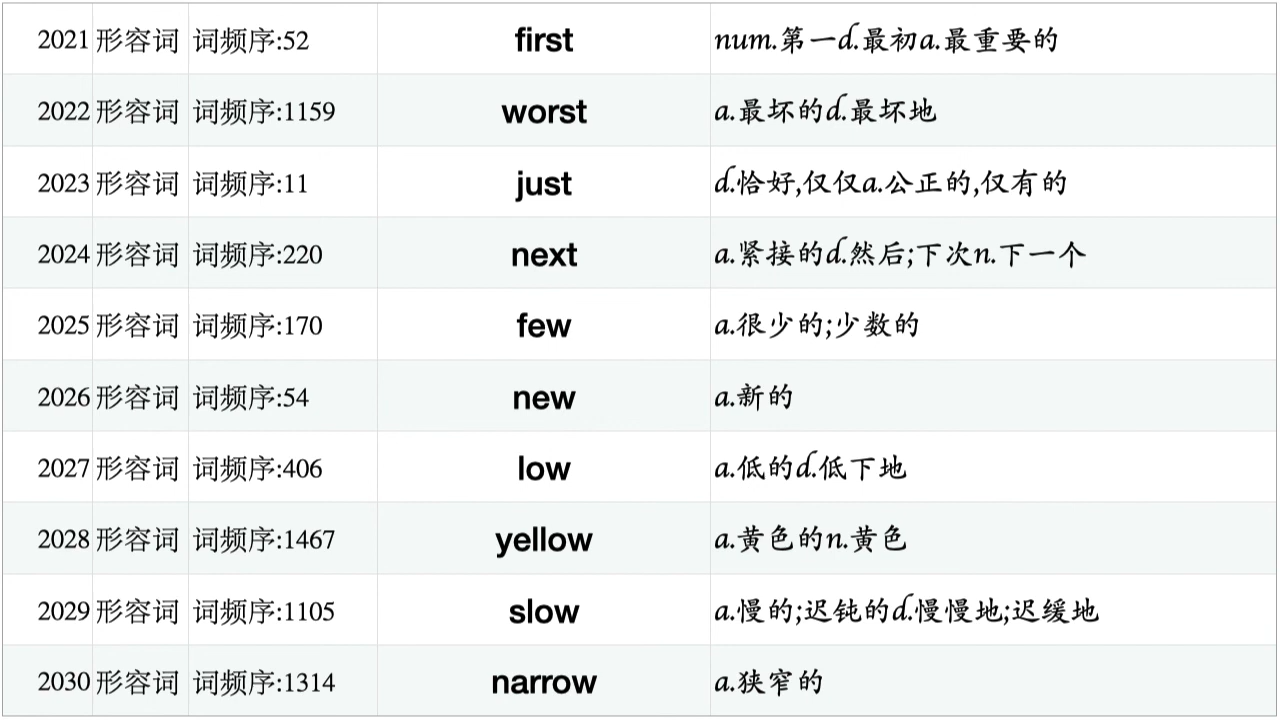 2021 形容词 词频序:52 first num.第一d.最初a.最重要的
2022 形容词 词频序:1159 worst a.最坏的d.最坏地
2023 形容词 词频序:11 just d.恰好,仅仅a.公正的,仅有的
2024 形容词 词频序:220 next a.紧接的d.然后;下次n.下一个
2025 形容词 词频序:170 few a.很少的;少数的
2026 形容词 词频序:54 new a.新的
2027 形容词 词频序:406 low a.低的d.低下地
2028 形容词 词频序:1467 yellow a.黄色的n.黄色
2029 形容词 词频序:1105 slow a.慢的;迟钝的d.慢慢地;迟缓地
2030 形容词 词频序:1314 narrow a.狭窄的